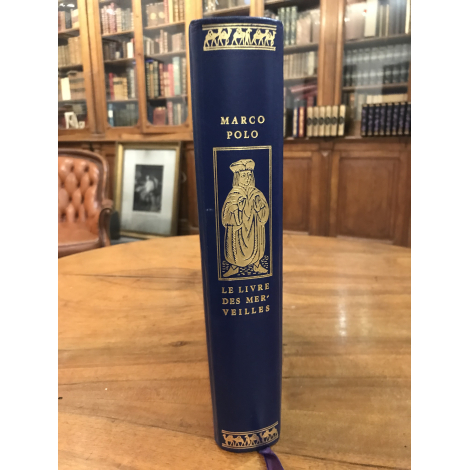 MARCO
POLO
LE LIVRE
DES MER-
VEILLES